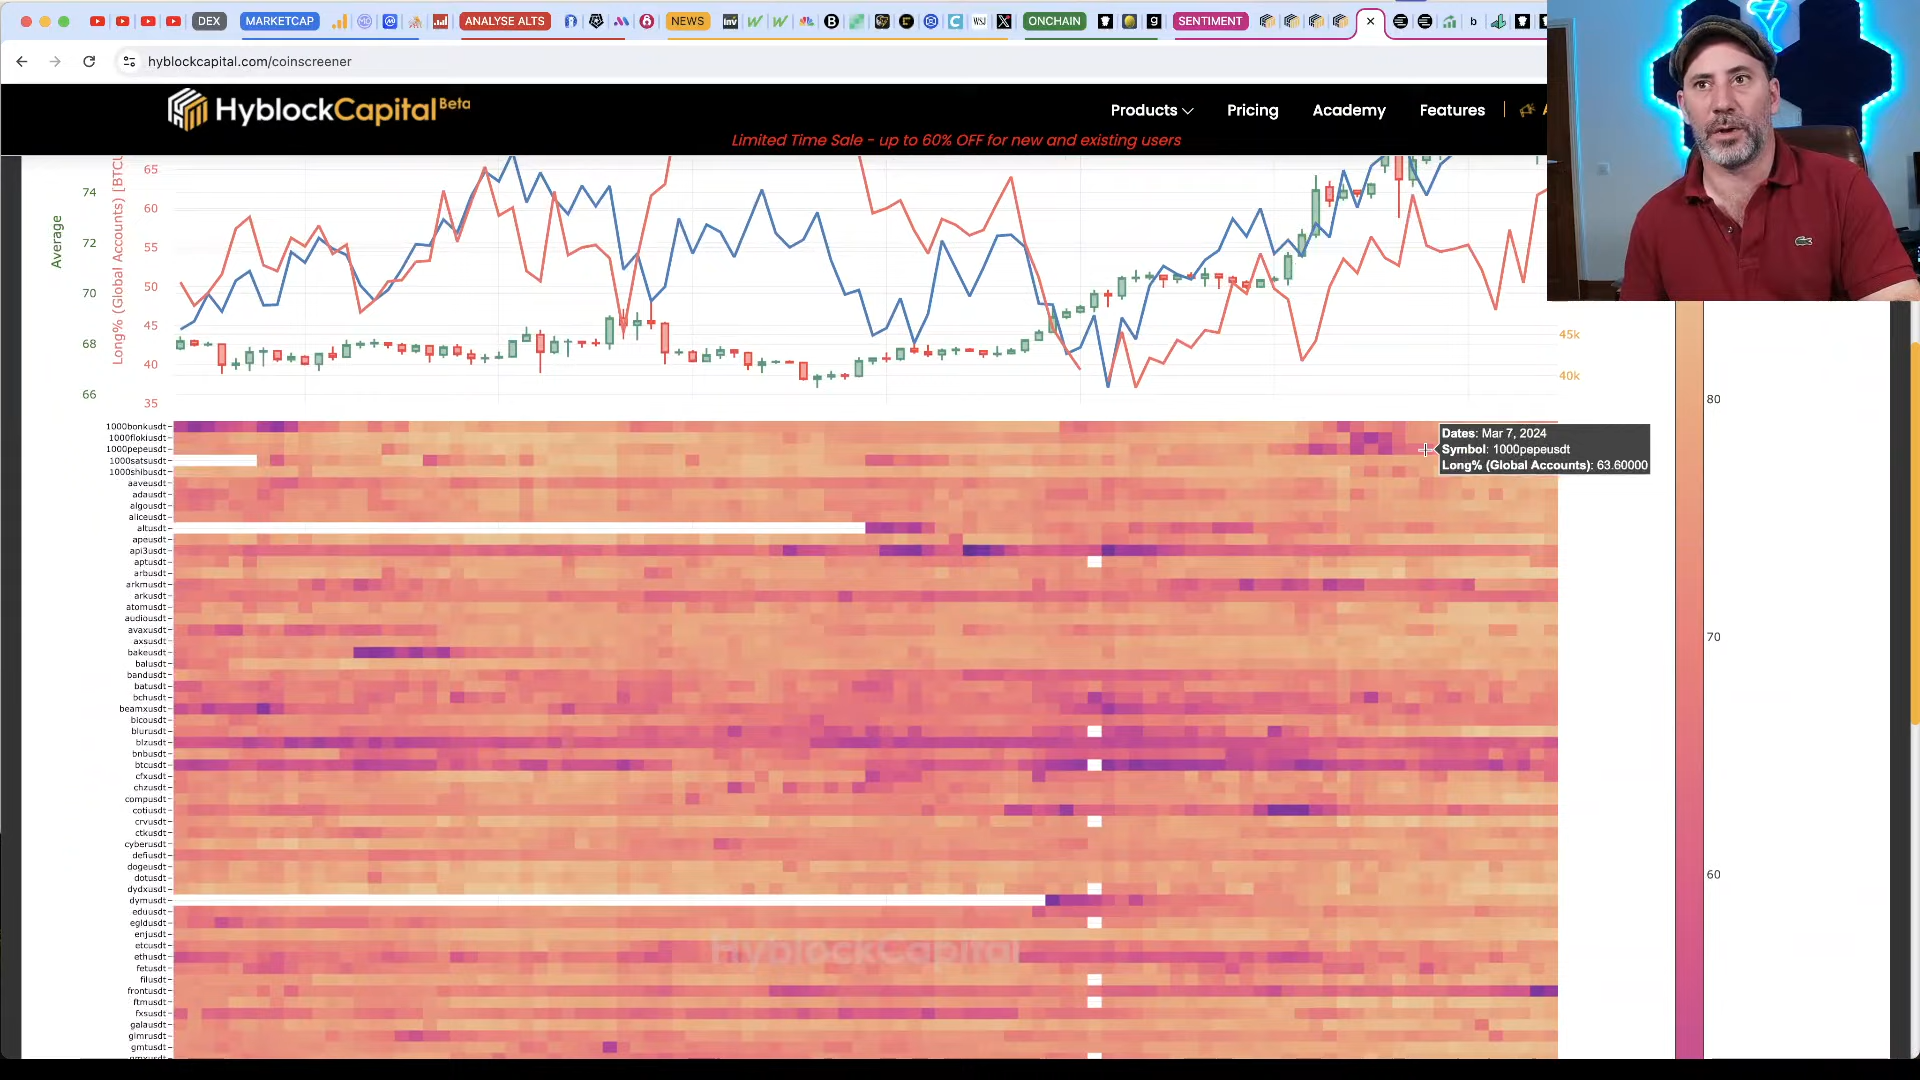 DEX
MARKETCAP
ANALYSE ALTS
NEWS
Inv
B
WSJ
ONCHAIN
g
SENTIMENT
b
hyblockcapital.com/coinscreener
HyblockCapital Beta
Products
Pricing
Academy
Features
Limited Time Sale - up to 60% OFF for new and existing users
Average
74
72
70
68
66
Long% (Global Accounts) [BTCU
65
60
55
50
45
40
35
45k
40k
80
70
60
Dates: Mar 7, 2024
Symbol: 1000pepeusdt
Long% (Global Accounts): 63.60000
1000bonkusdt
1000flokiusdt
1000pepeusdt
1000satsusdt
1000shibusdt
aaveusdt
adausdt
algousdt
aliceusdt
altusdt
apeusdt
api3usdt
aptusdt
arbusdt
arkmusdt
arkusdt
atomusdt
audiousdt
avaxusdt
axsusdt
bakeusdt
balusdt
bandusdt
batusdt
bchusdt
beamxusdt
bicousdt
blurusdt
blzusdt
bnbusdt
btcusdt
cfxusdt
chzusdt
compusdt
cotiusdt
crvusdt
ctkusdt
cyberusdt
defiusdt
dogeusdt
dotusdt
dydxusdt
dymusdt
eduusdt
egldusdt
enjusdt
etcusdt
ethusdt
fetusdt
filusdt
frontusdt
ftmusdt
fxsusdt
galausdt
glmrusdt
gmtusdt
gmxusdt
HyblockCapital